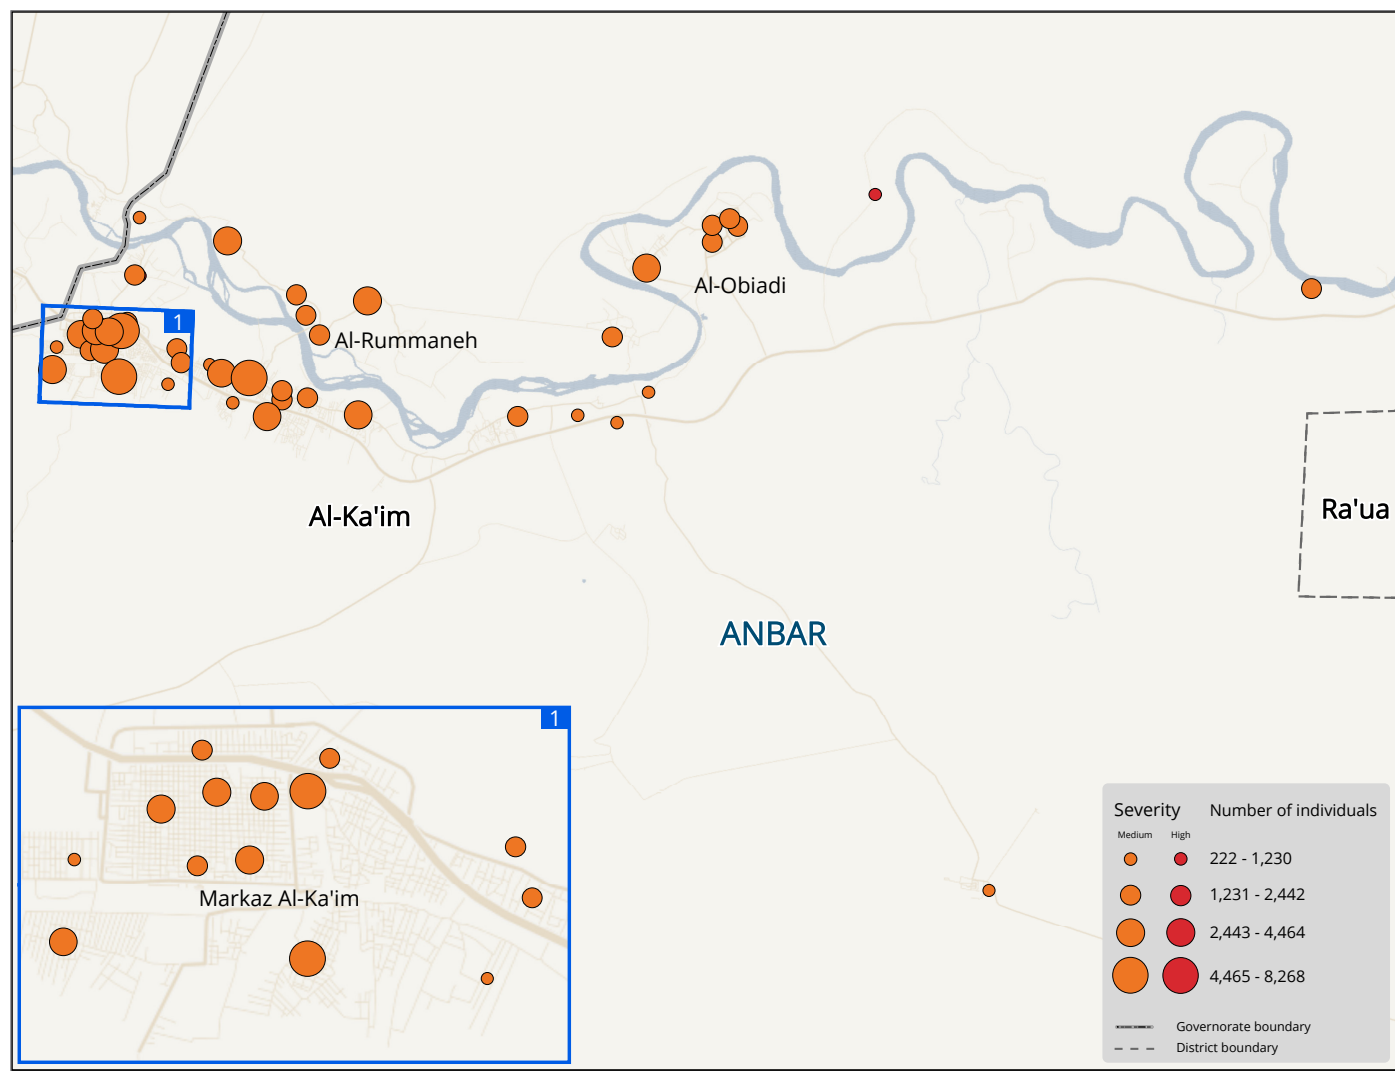 1
Al-Obiadi
Al-Rummaneh
Al-Ka'im
Ra'ua
ANBAR
1
Markaz Al-Ka'im
Severity Number of individuals
Medium High
222 - 1,230
1,231 - 2,442
2,443 - 4,464
4,465 - 8,268
Governorate boundary
District boundary